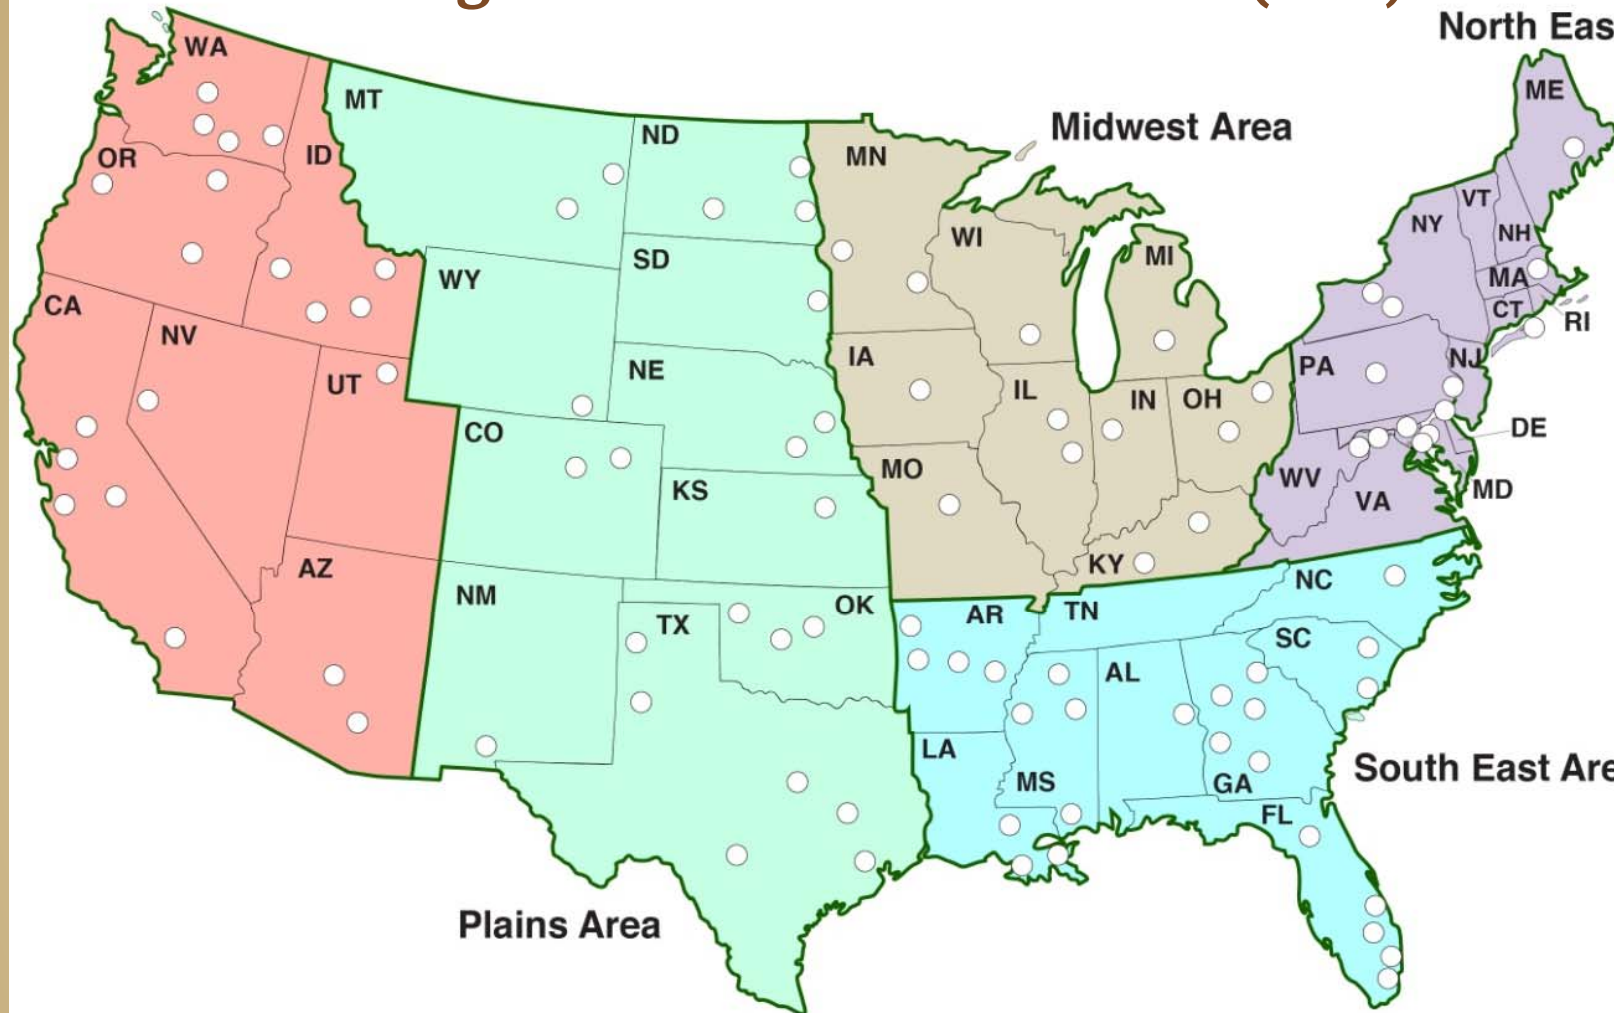 North Eas
WA
MT
ME
Midwest Area
ND
OR
ID
MN
VT
NY
NH
WI
MI
SD
MA
WY
CA
CT
RI
NV
IA
NJ
PA
NE
UT
IL
IN
OH
CO
DE
MO
WV
KS
MD
VA
KY
AZ
NC
NM
OK
AR
TN
TX
SC
AL
LA
South East Are
MS
GA
FL
Plains Area